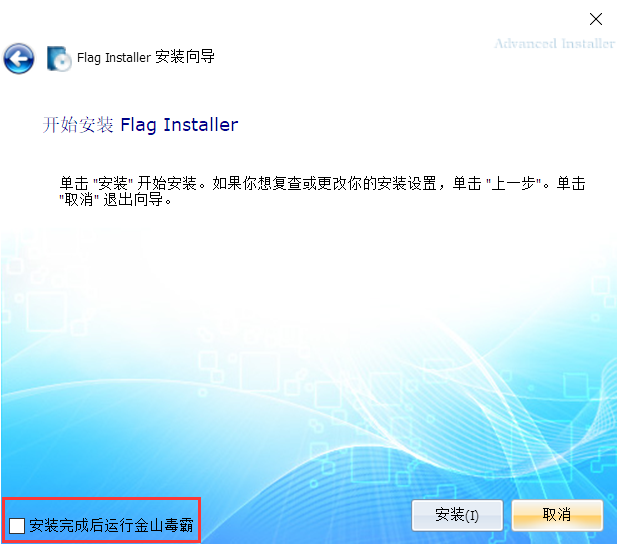 Advanced Installer
Flag Installer 安装向导
开始安装 Flag Installer
单击 "安装" 开始安装。如果你想复查或更改你的安装设置，单击 "上一步"。单击
"取消" 退出向导。
安装完成后运行金山毒霸
安装(I)
取消